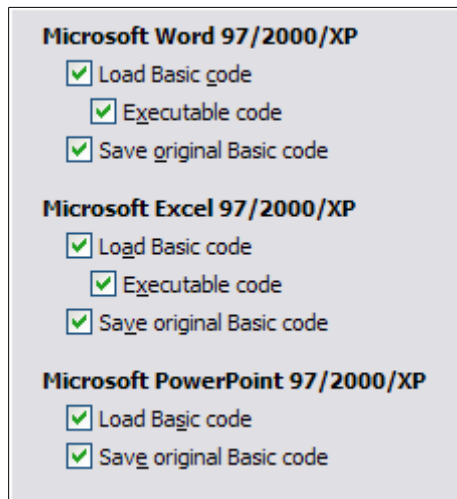 Microsoft Word 97/2000/XP
Load Basic code
Executable code
Save original Basic code
Microsoft Excel 97/2000/XP
Load Basic code
Executable code
Save original Basic code
Microsoft PowerPoint 97/2000/XP
Load Basic code
Save original Basic code